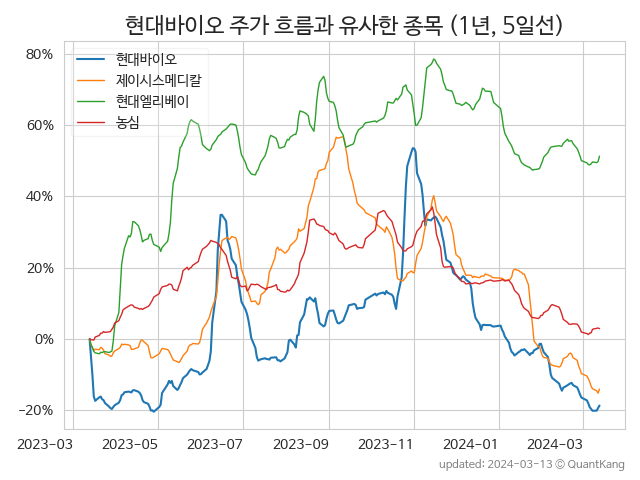 현대바이오 주가 흐름과 유사한 종목 (1년, 5일선)
현대바이오
제이시스메디칼
현대엘리베이
농심
80%
60%
40%
20%
0%
−20%
2023-03 2023-05 2023-07 2023-09 2023-11 2024-01 2024-03
updated: 2024-03-13 ⓒ QuantKang